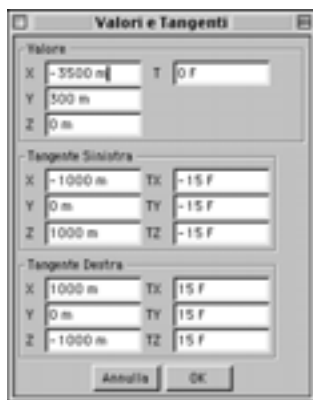 Valori e Tangenti
Valore
X -3500 m T 0 F
Y 300 m
Z 0 m
Tangente Sinistra
X -1000 m TX -15 F
Y 0 m TY -15 F
Z 1000 m TZ -15 F
Tangente Destra
X 1000 m TX 15 F
Y 0 m TY 15 F
Z -1000 m TZ 15 F
Annulla OK